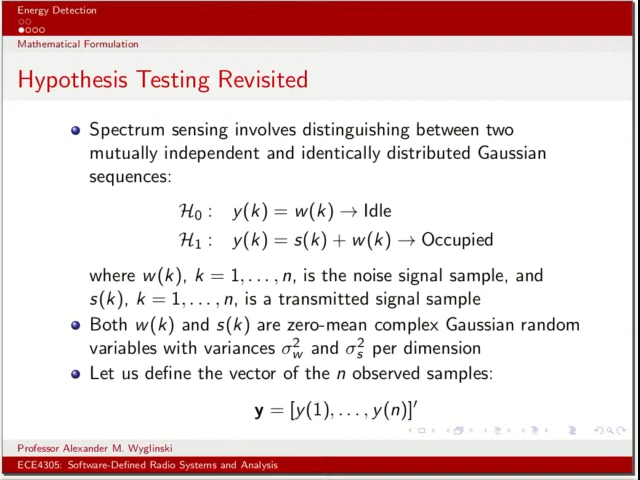 Energy Detection
Mathematical Formulation
Hypothesis Testing Revisited
Spectrum sensing involves distinguishing between two
mutually independent and identically distributed Gaussian
sequences:
ℋ₀ : y(k) = w(k) → Idle
ℋ₁ : y(k) = s(k) + w(k) → Occupied
where w(k), k = 1, . . . , n, is the noise signal sample, and
s(k), k = 1, . . . , n, is a transmitted signal sample
Both w(k) and s(k) are zero-mean complex Gaussian random
variables with variances σ²_w and σ²_s per dimension
Let us define the vector of the n observed samples:
y = [y(1), . . . , y(n)]′
Professor Alexander M. Wyglinski
ECE4305: Software-Defined Radio Systems and Analysis